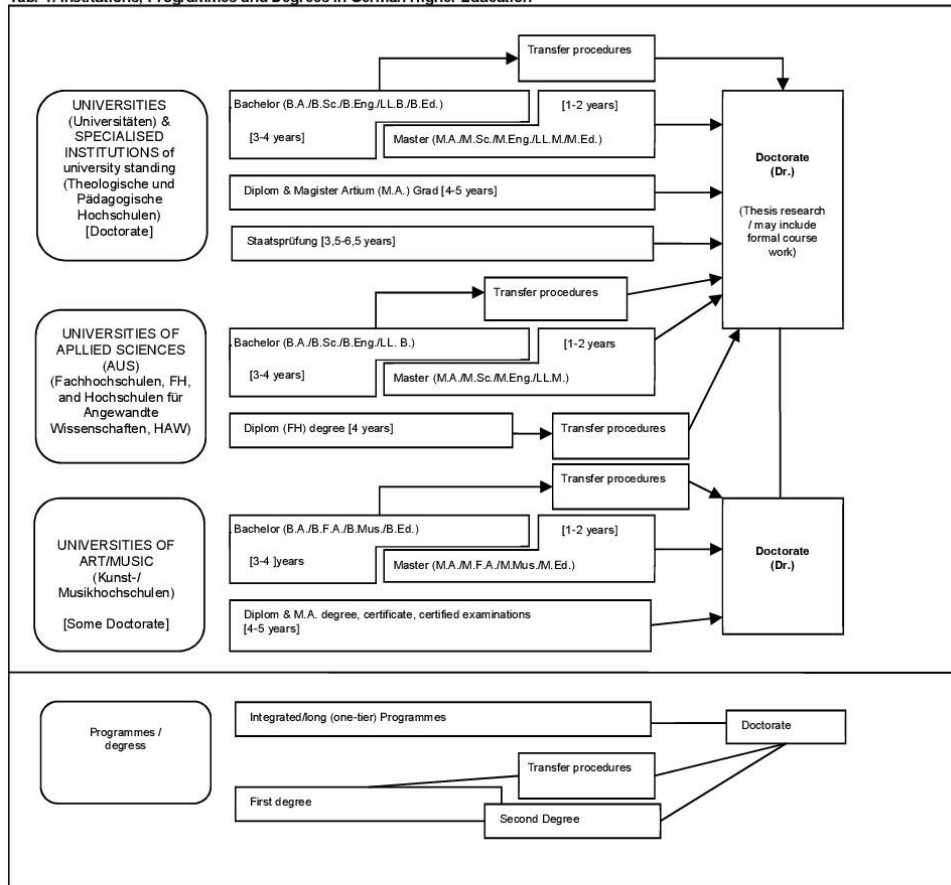 Tab. 1: Institutions, Programmes and Degrees in German Higher Education
Transfer procedures
UNIVERSITIES
(Universitäten) &
SPECIALISED
INSTITUTIONS of
university standing
(Theologische und
Pädagogische
Hochschulen)
[Doctorate]
Bachelor (B.A./B.Sc./B.Eng./LL.B./B.Ed.)
[3-4 years]
[1-2 years]
Master (M.A./M.Sc./M.Eng./LL.M./M.Ed.)
Diplom & Magister Artium (M.A.) Grad [4-5 years]
Staatsprüfung [3,5-6,5 years]
Doctorate
(Dr.)
(Thesis research
/ may include
formal course
work)
Transfer procedures
UNIVERSITIES OF
APLLIED SCIENCES
(AUS)
(Fachhochschulen, FH,
and Hochschulen für
Angewandte
Wissenschaften, HAW)
Bachelor (B.A./B.Sc/B.Eng/LL. B.)
[3-4 years]
[1-2 years
Master (M.A./M.Sc./M.Eng./LL.M.)
Diplom (FH) degree [4 years]
Transfer procedures
Transfer procedures
UNIVERSITIES OF
ART/MUSIC
(Kunst-/
Musikhochschulen)
[Some Doctorate]
Bachelor (B.A./B.F.A./B.Mus./B.Ed.)
[3-4 ]years
[1-2 years]
Master (M.A./M.F.A./M.Mus./M.Ed.)
Diplom & M.A. degree, certificate, certified examinations
[4-5 years]
Doctorate
(Dr.)
Programmes /
degress
Integrated/long (one-tier) Programmes
Doctorate
Transfer procedures
First degree
Second Degree